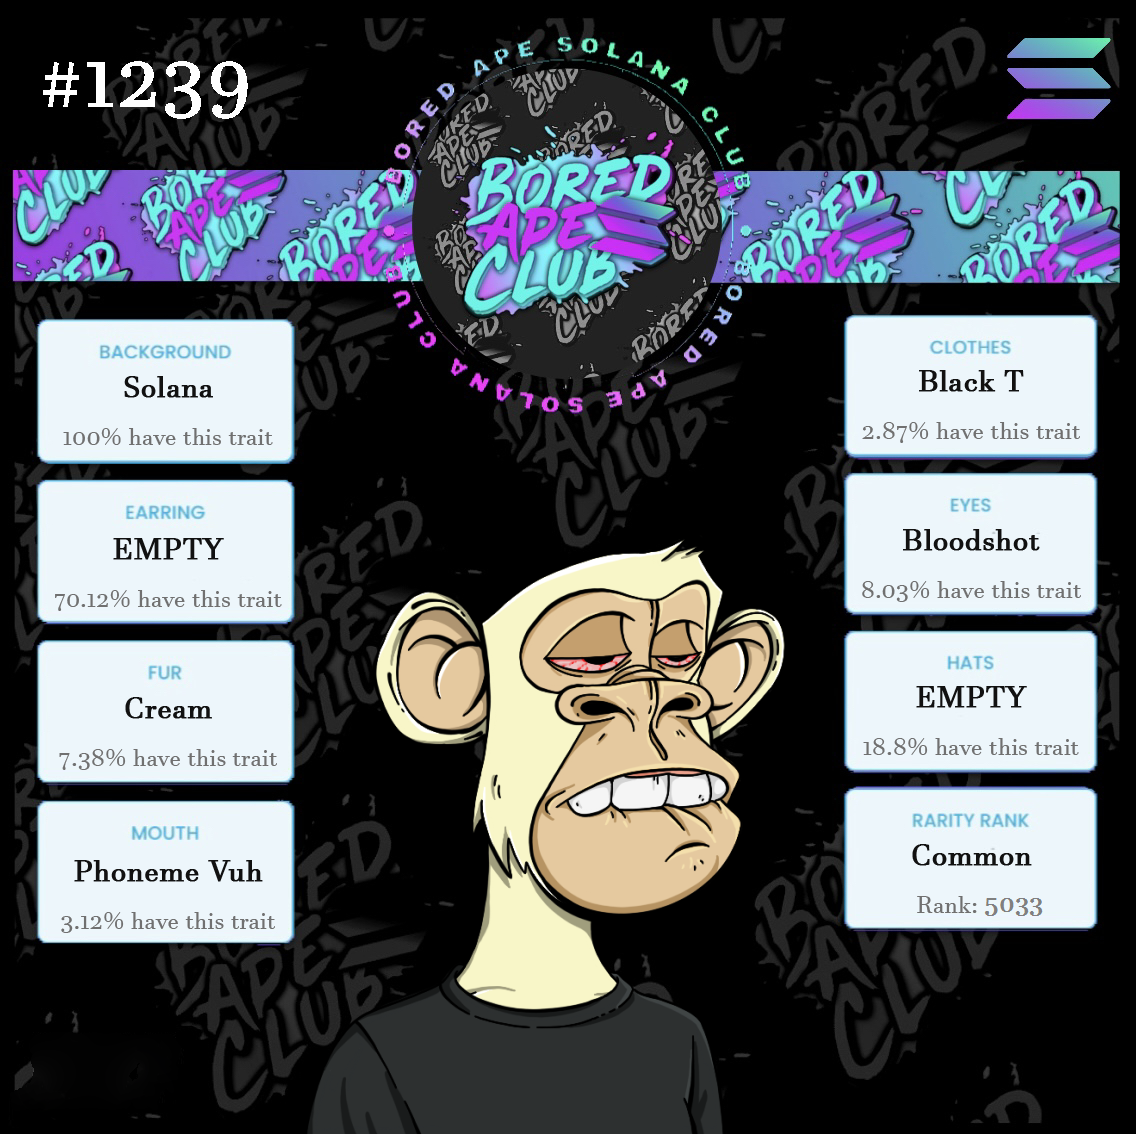 #1239
BORED APE SOLANA CLUB
BORED APE SOLANA CLUB
BORED
APE
CLUB
BACKGROUND
Solana
100% have this trait
EARRING
EMPTY
70.12% have this trait
FUR
Cream
7.38% have this trait
MOUTH
Phoneme Vuh
3.12% have this trait
CLOTHES
Black T
2.87% have this trait
EYES
Bloodshot
8.03% have this trait
HATS
EMPTY
18.8% have this trait
RARITY RANK
Common
Rank: 5033